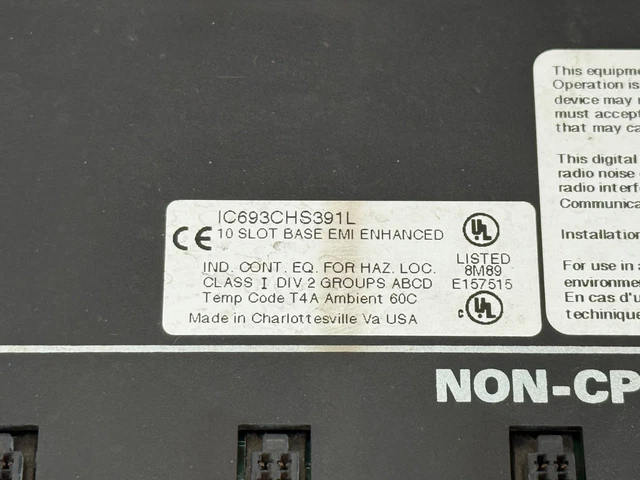 IC693CHS391L
CE 10 SLOT BASE EMI ENHANCED
UL
LISTED
8M89
E157515
c UL
IND. CONT. EQ. FOR HAZ. LOC.
CLASS I DIV 2 GROUPS ABCD
Temp Code T4A Ambient 60C
Made in Charlottesville Va USA
This equipme
Operation is
device may
must accept
that may ca
This digital
radio noise
radio interf
Communica
Installation
For use in a
environmen
En cas d'u
techinique
NON-CP